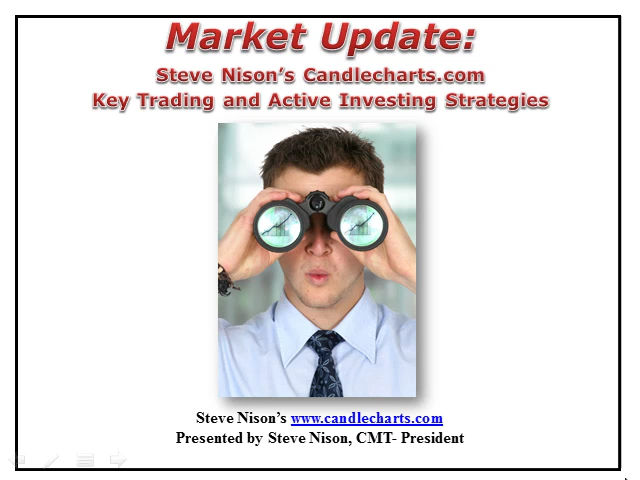 Market Update:
Steve Nison’s Candlecharts.com
Key Trading and Active Investing Strategies
Steve Nison’s www.candlecharts.com
Presented by Steve Nison, CMT- President